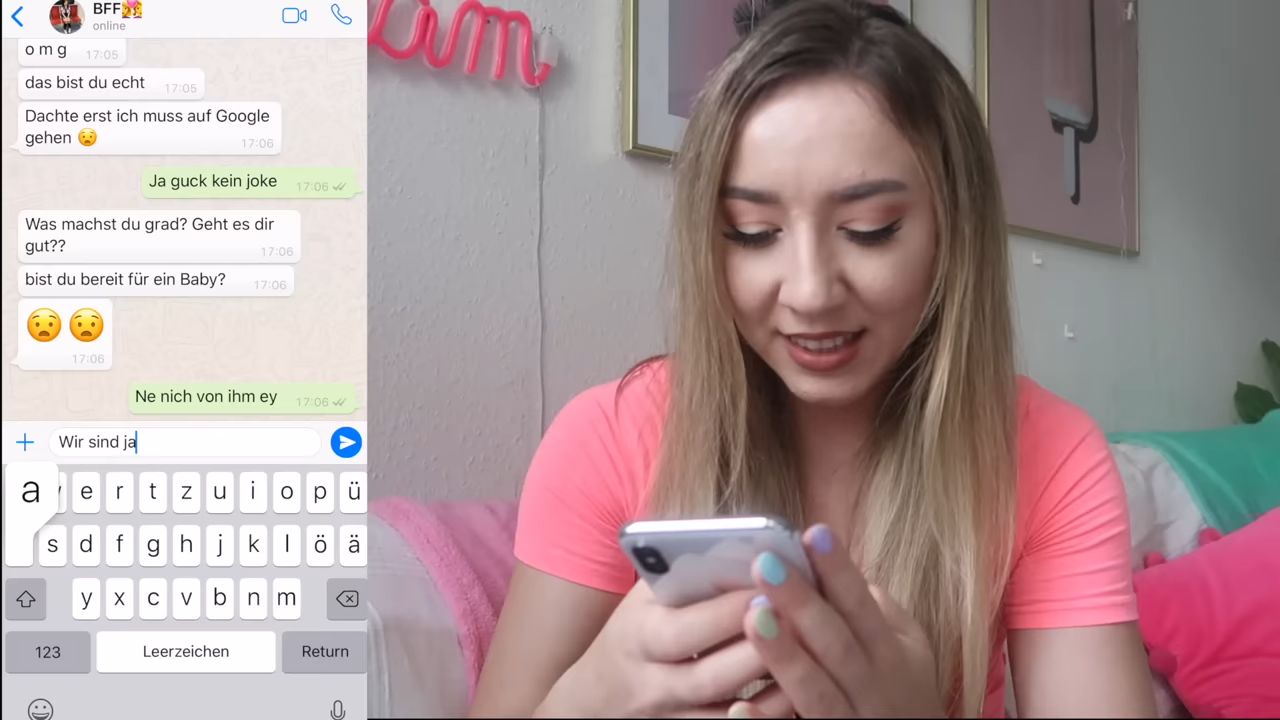 BFF
online
o m g 17:05
das bist du echt 17:05
Dachte erst ich muss auf Google
gehen 😧 17:06
Ja guck kein joke 17:06
Was machst du grad? Geht es dir
gut?? 17:06
bist du bereit für ein Baby? 17:06
😧 😧
17:06
Ne nich von ihm ey 17:06
Wir sind ja
a e r t z u i o p ü
s d f g h j k l ö ä
y x c v b n m
123 Leerzeichen Return